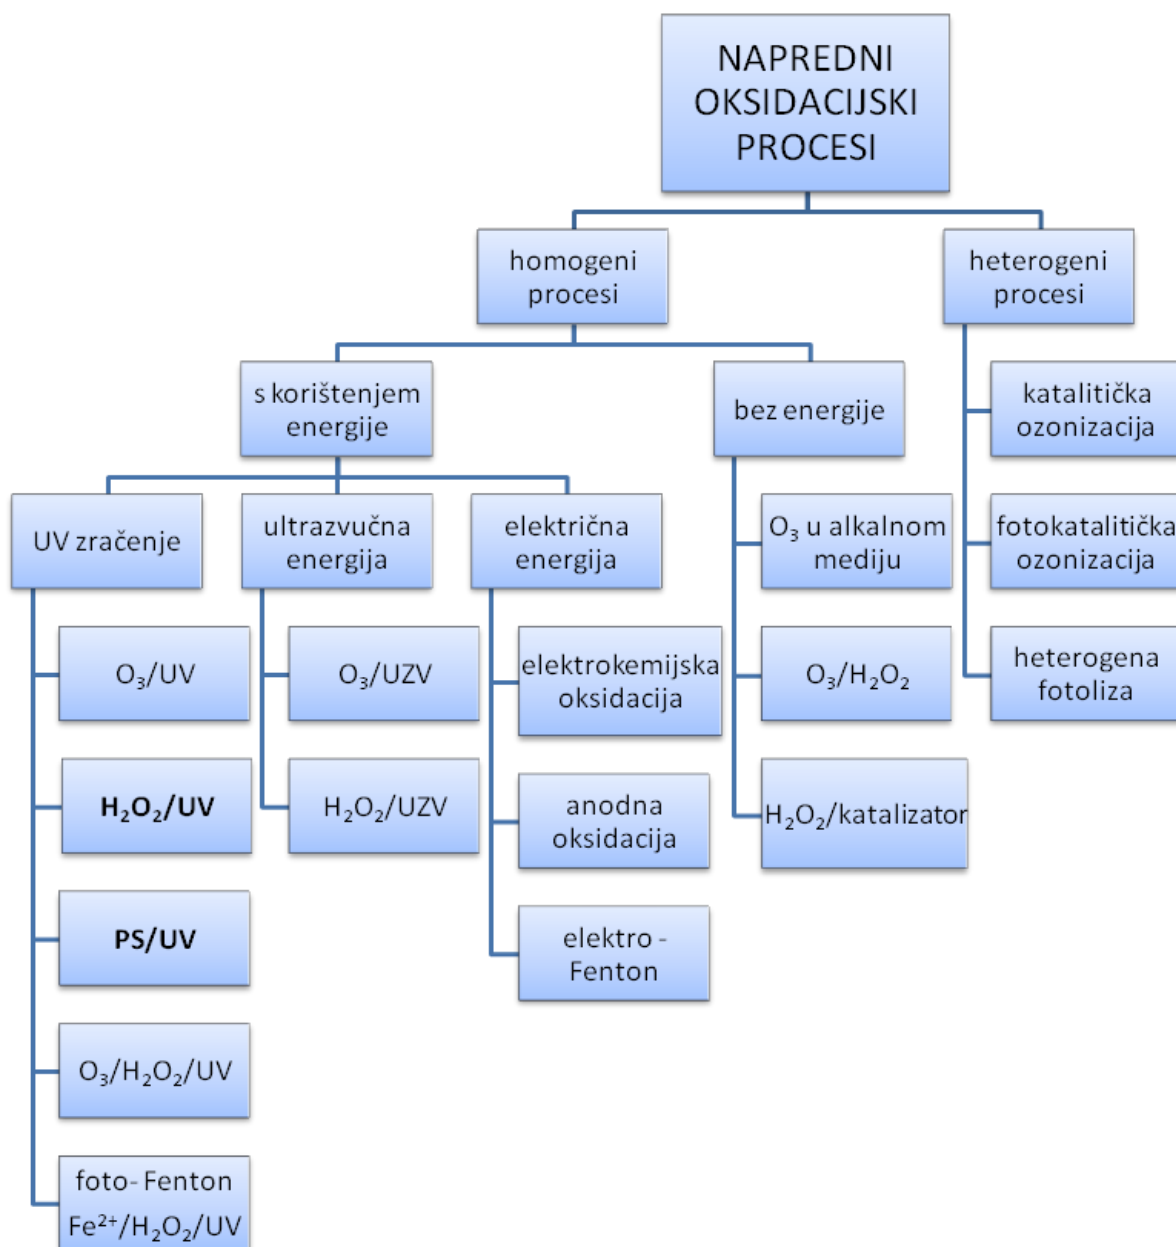 NAPREDNI
OKSIDACIJSKI
PROCESI
homogeni
procesi
heterogeni
procesi
s korištenjem
energije
bez energije
katalitička
ozonizacija
UV zračenje
ultrazvučna
energija
električna
energija
O₃ u alkalnom
mediju
fotokatalitička
ozonizacija
O₃/UV
O₃/UZV
elektrokemijska
oksidacija
O₃/H₂O₂
heterogena
fotoliza
H₂O₂/UV
H₂O₂/UZV
anodna
oksidacija
H₂O₂/katalizator
PS/UV
elektro -
Fenton
O₃/H₂O₂/UV
foto- Fenton
Fe²⁺/H₂O₂/UV